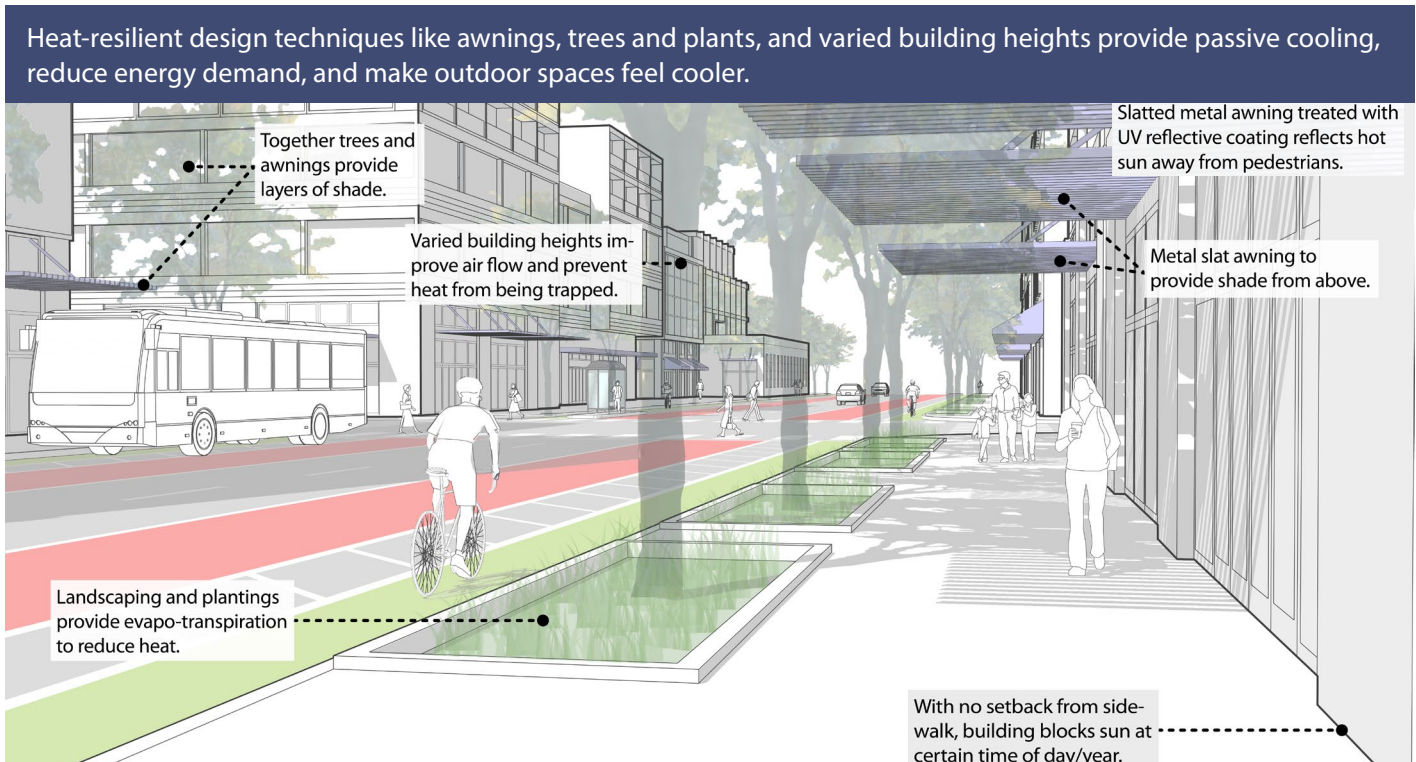 Heat-resilient design techniques like awnings, trees and plants, and varied building heights provide passive cooling,
reduce energy demand, and make outdoor spaces feel cooler.
Together trees and
awnings provide
layers of shade.
Slatted metal awning treated with
UV reflective coating reflects hot
sun away from pedestrians.
Varied building heights im-
prove air flow and prevent
heat from being trapped.
Metal slat awning to
provide shade from above.
Landscaping and plantings
provide evapo-transpiration
to reduce heat.
With no setback from side-
walk, building blocks sun at
certain time of day/year.